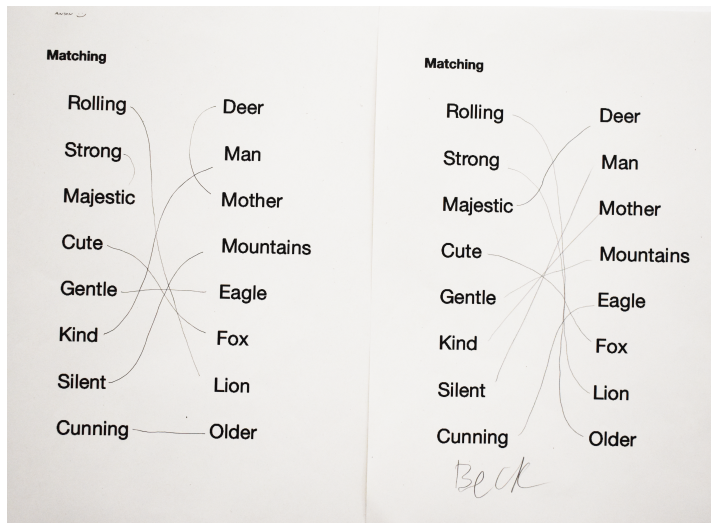 Matching
Rolling
Strong
Majestic
Cute
Gentle
Kind
Silent
Cunning
Deer
Man
Mother
Mountains
Eagle
Fox
Lion
Older
Matching
Rolling
Strong
Majestic
Cute
Gentle
Kind
Silent
Cunning
Deer
Man
Mother
Mountains
Eagle
Fox
Lion
Older
Beck